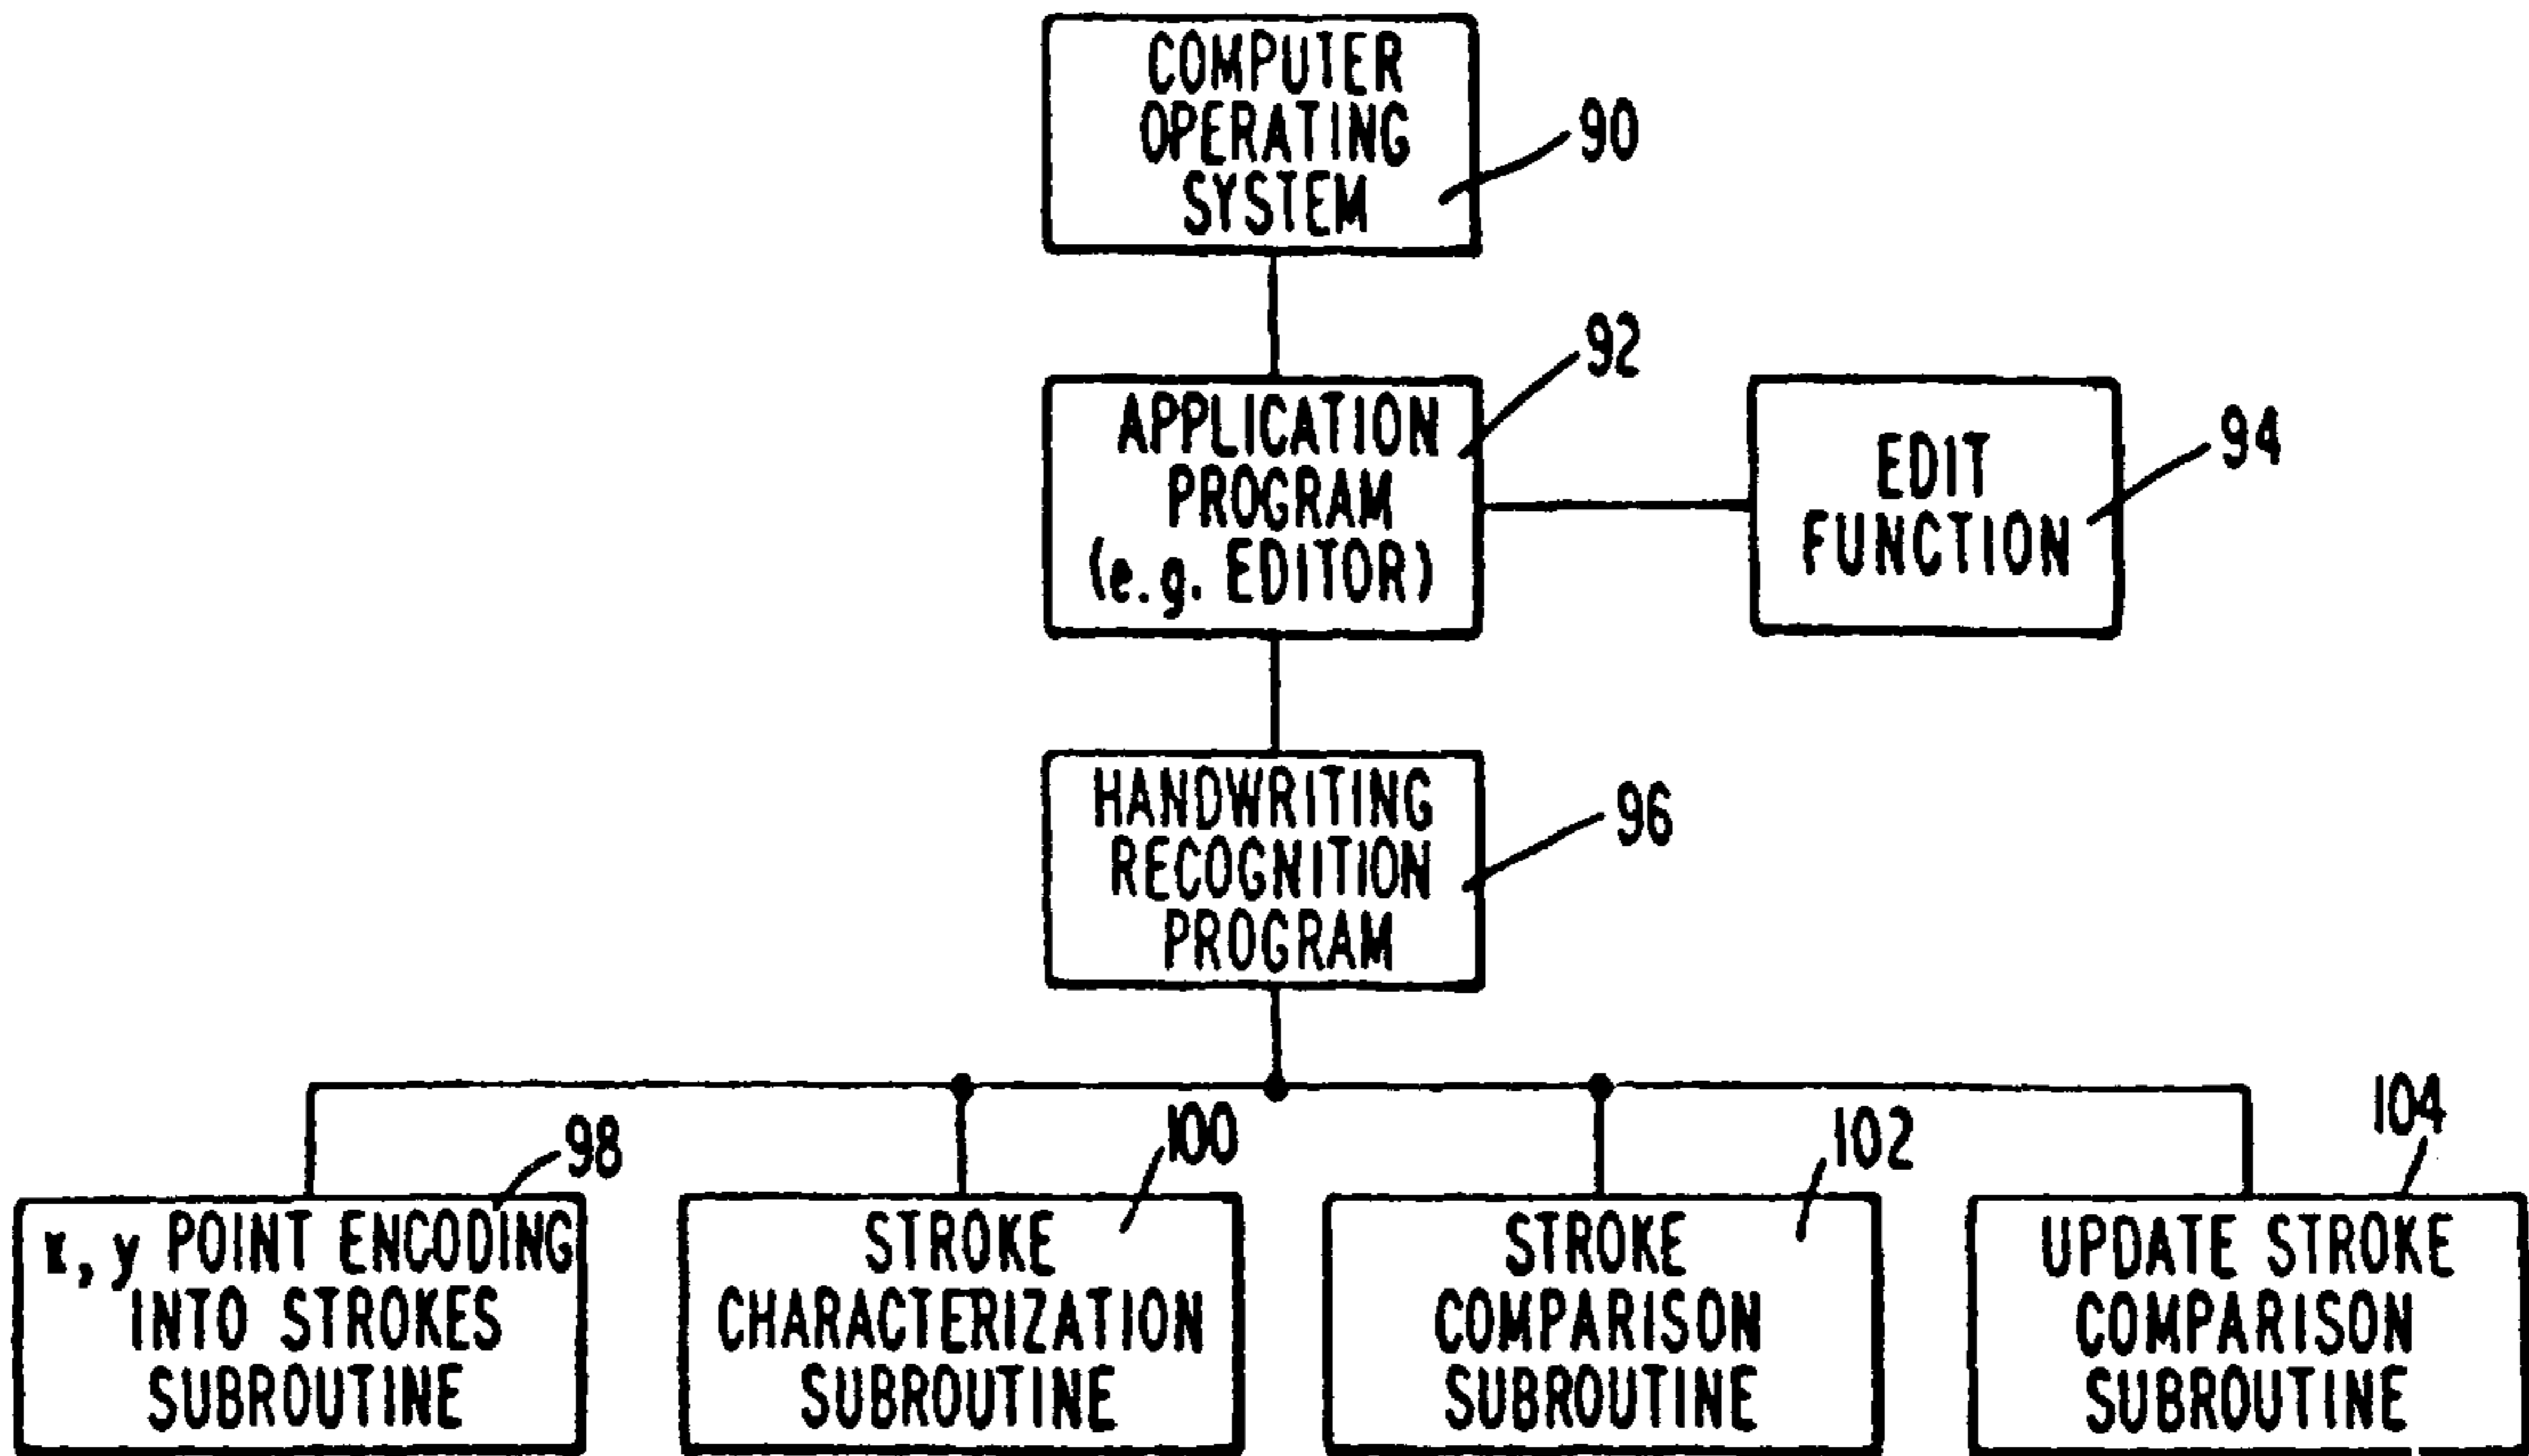 COMPUTER
OPERATING
SYSTEM
90
APPLICATION
PROGRAM
(e.g. EDITOR)
92
EDIT
FUNCTION
94
HANDWRITING
RECOGNITION
PROGRAM
96
x, y POINT ENCODING
INTO STROKES
SUBROUTINE
98
STROKE
CHARACTERIZATION
SUBROUTINE
100
STROKE
COMPARISON
SUBROUTINE
102
UPDATE STROKE
COMPARISON
SUBROUTINE
104